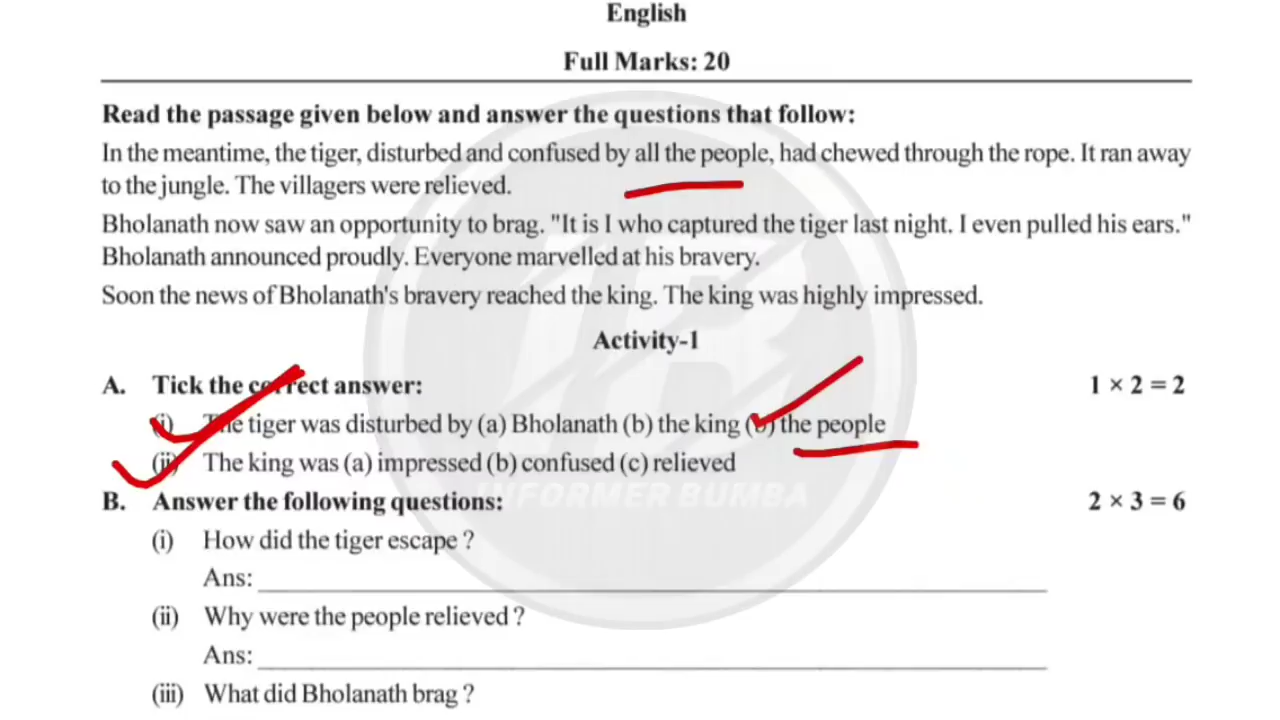 English
Full Marks: 20
Read the passage given below and answer the questions that follow:
In the meantime, the tiger, disturbed and confused by all the people, had chewed through the rope. It ran away
to the jungle. The villagers were relieved.
Bholanath now saw an opportunity to brag. "It is I who captured the tiger last night. I even pulled his ears."
Bholanath announced proudly. Everyone marvelled at his bravery.
Soon the news of Bholanath's bravery reached the king. The king was highly impressed.
Activity-1
A. Tick the correct answer: 1 × 2 = 2
(i) The tiger was disturbed by (a) Bholanath (b) the king (c) the people
(ii) The king was (a) impressed (b) confused (c) relieved
INFORMER BUMBA
B. Answer the following questions: 2 × 3 = 6
(i) How did the tiger escape ?
Ans:
(ii) Why were the people relieved ?
Ans:
(iii) What did Bholanath brag ?